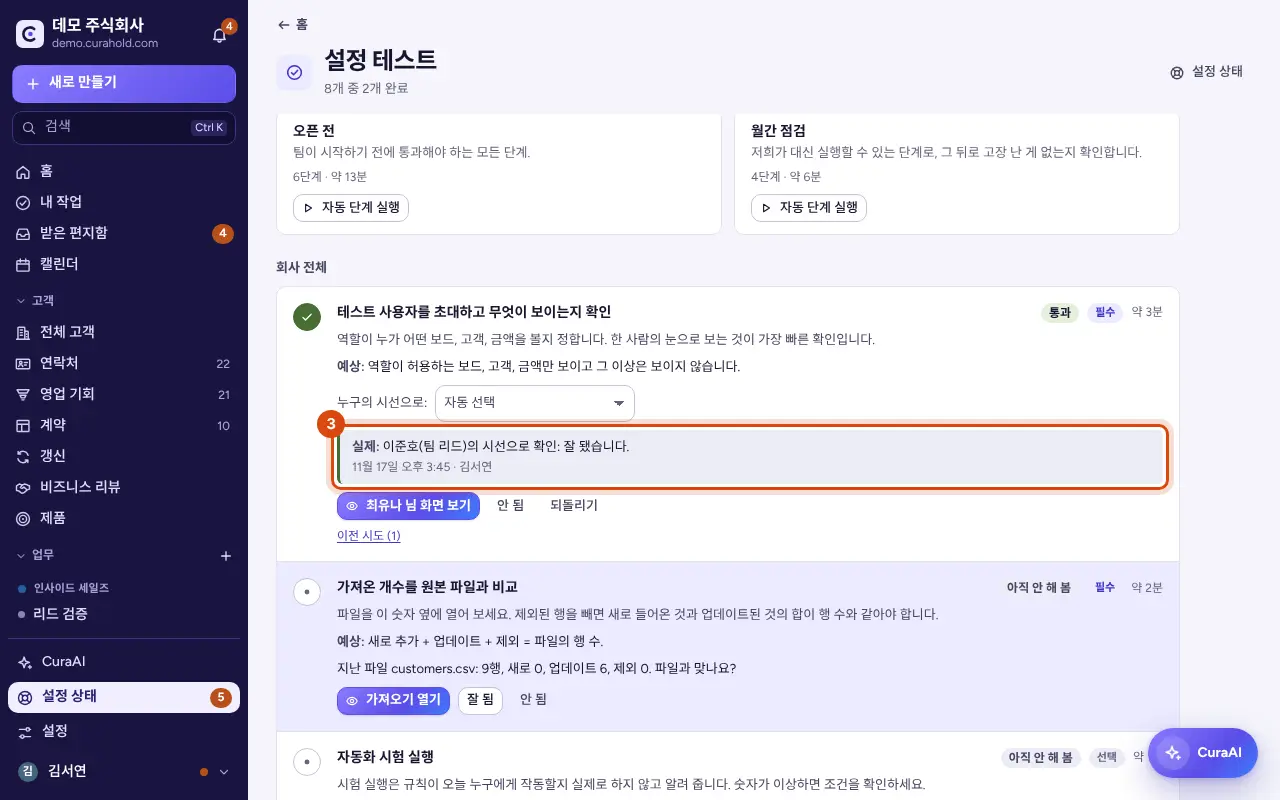 데모 주식회사
demo.curahold.com
4
+ 새로 만들기
검색
Ctrl K
홈
내 작업
받은 편지함
4
캘린더
고객
전체 고객
연락처
22
영업 기회
21
계약
10
갱신
비즈니스 리뷰
제품
업무
인사이드 세일즈
리드 검증
CuraAI
설정 상태
5
설정
김
김서연
← 홈
설정 테스트
8개 중 2개 완료
설정 상태
오픈 전
팀이 시작하기 전에 통과해야 하는 모든 단계.
6단계 · 약 13분
자동 단계 실행
월간 점검
저희가 대신 실행할 수 있는 단계로, 그 뒤로 고장 난 게 없는지 확인합니다.
4단계 · 약 6분
자동 단계 실행
회사 전체
테스트 사용자를 초대하고 무엇이 보이는지 확인
통과
필수
약 3분
역할이 누가 어떤 보드, 고객, 금액을 볼지 정합니다. 한 사람의 눈으로 보는 것이 가장 빠른 확인입니다.
예상: 역할이 허용하는 보드, 고객, 금액만 보이고 그 이상은 보이지 않습니다.
누구의 시선으로:
자동 선택
3
실제: 이준호(팀 리드)의 시선으로 확인: 잘 됐습니다.
11월 17일 오후 3:45 · 김서연
최유나 님 화면 보기
안 됨
되돌리기
이전 시도 (1)
가져온 개수를 원본 파일과 비교
아직 안 해 봄
필수
약 2분
파일을 이 숫자 옆에 열어 보세요. 제외된 행을 빼면 새로 들어온 것과 업데이트된 것의 합이 행 수와 같아야 합니다.
예상: 새로 추가 + 업데이트 + 제외 = 파일의 행 수.
지난 파일 customers.csv: 9행, 새로 0, 업데이트 6, 제외 0. 파일과 맞나요?
가져오기 열기
잘 됨
안 됨
자동화 시험 실행
아직 안 해 봄
선택
약
시험 실행은 규칙이 오늘 누구에게 작동할지 실제로 하지 않고 알려 줍니다. 숫자가 이상하면 조건을 확인하세요.
CuraAI